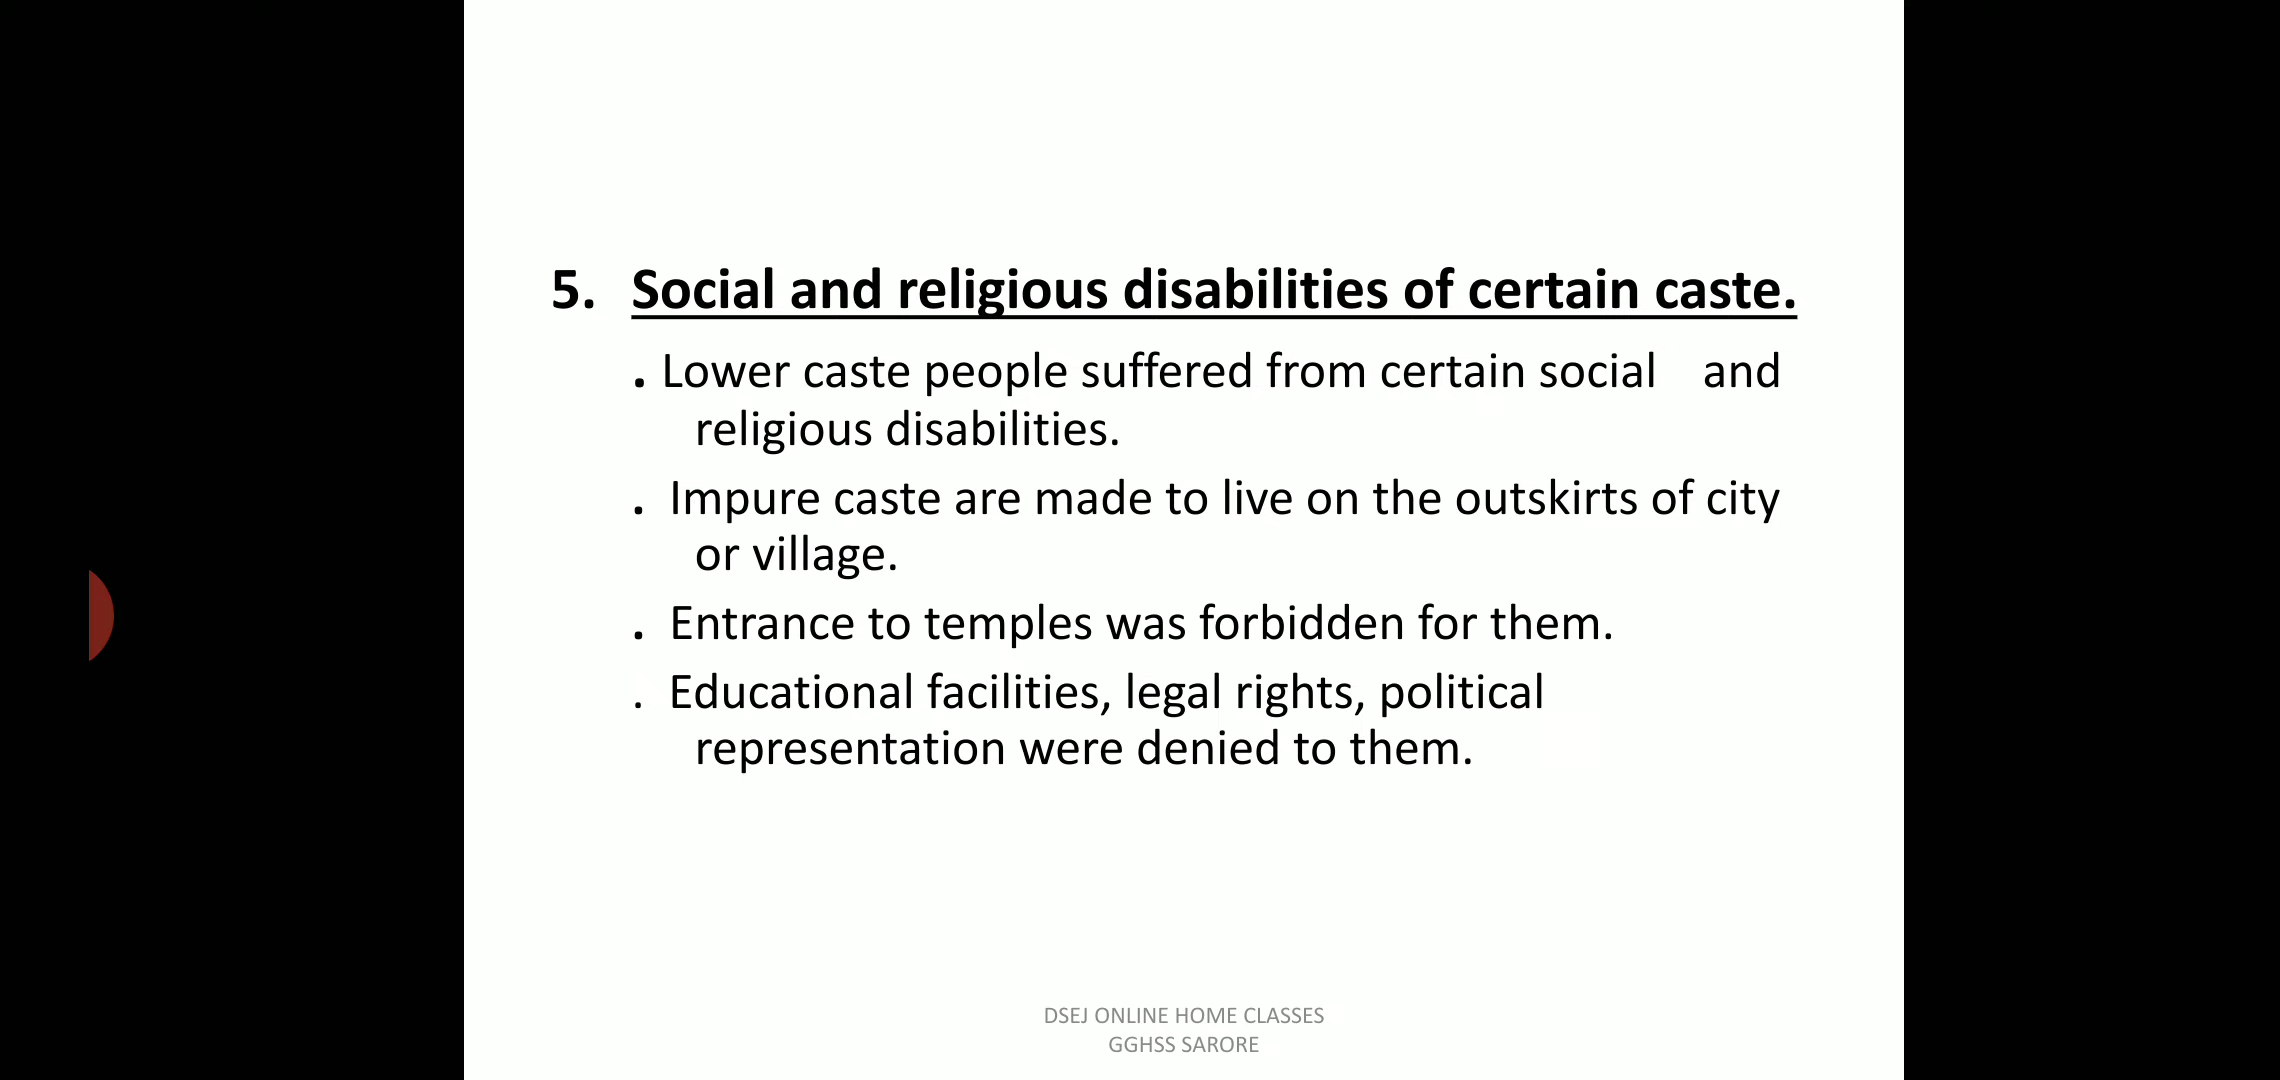 5. Social and religious disabilities of certain caste.
. Lower caste people suffered from certain social and
religious disabilities.
. Impure caste are made to live on the outskirts of city
or village.
. Entrance to temples was forbidden for them.
. Educational facilities, legal rights, political
representation were denied to them.
DSEJ ONLINE HOME CLASSES
GGHSS SARORE